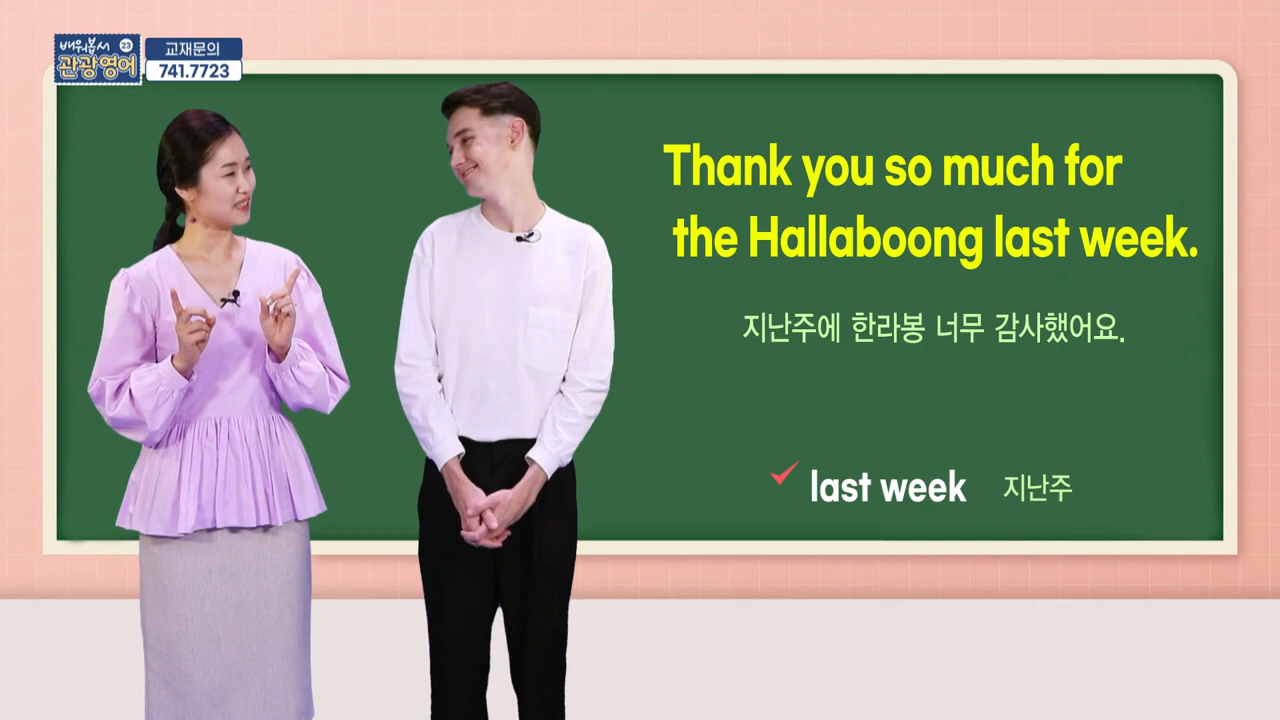 배워봅서 23
관광영어
교재문의
741.7723
Thank you so much for
the Hallaboong last week.
지난주에 한라봉 너무 감사했어요.
last week 지난주